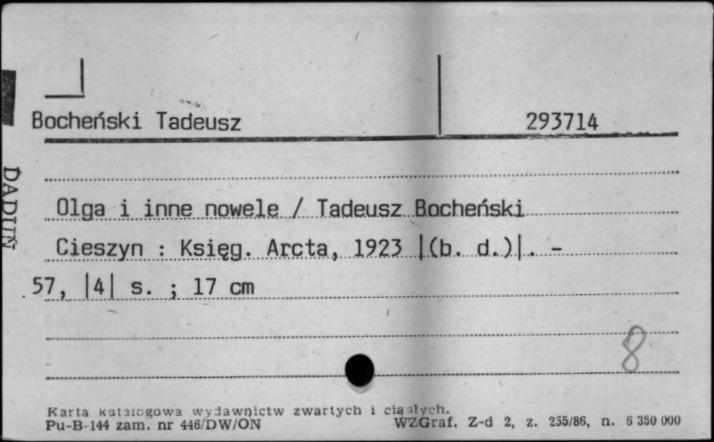 Bocheński Tadeusz 293714
Olga i inne nowele / Tadeusz Bocheński
Cieszyn : Księg. Arcta, 1923 |(b. d.)|. –
57, |4| s. ; 17 cm
8
Karta katalogowa wydawnictw zwartych i ciągłych.
Pu-B-144 zam. nr 446/DW/ON WZGraf. Z-d 2, z. 255/86, n. 6 350 000